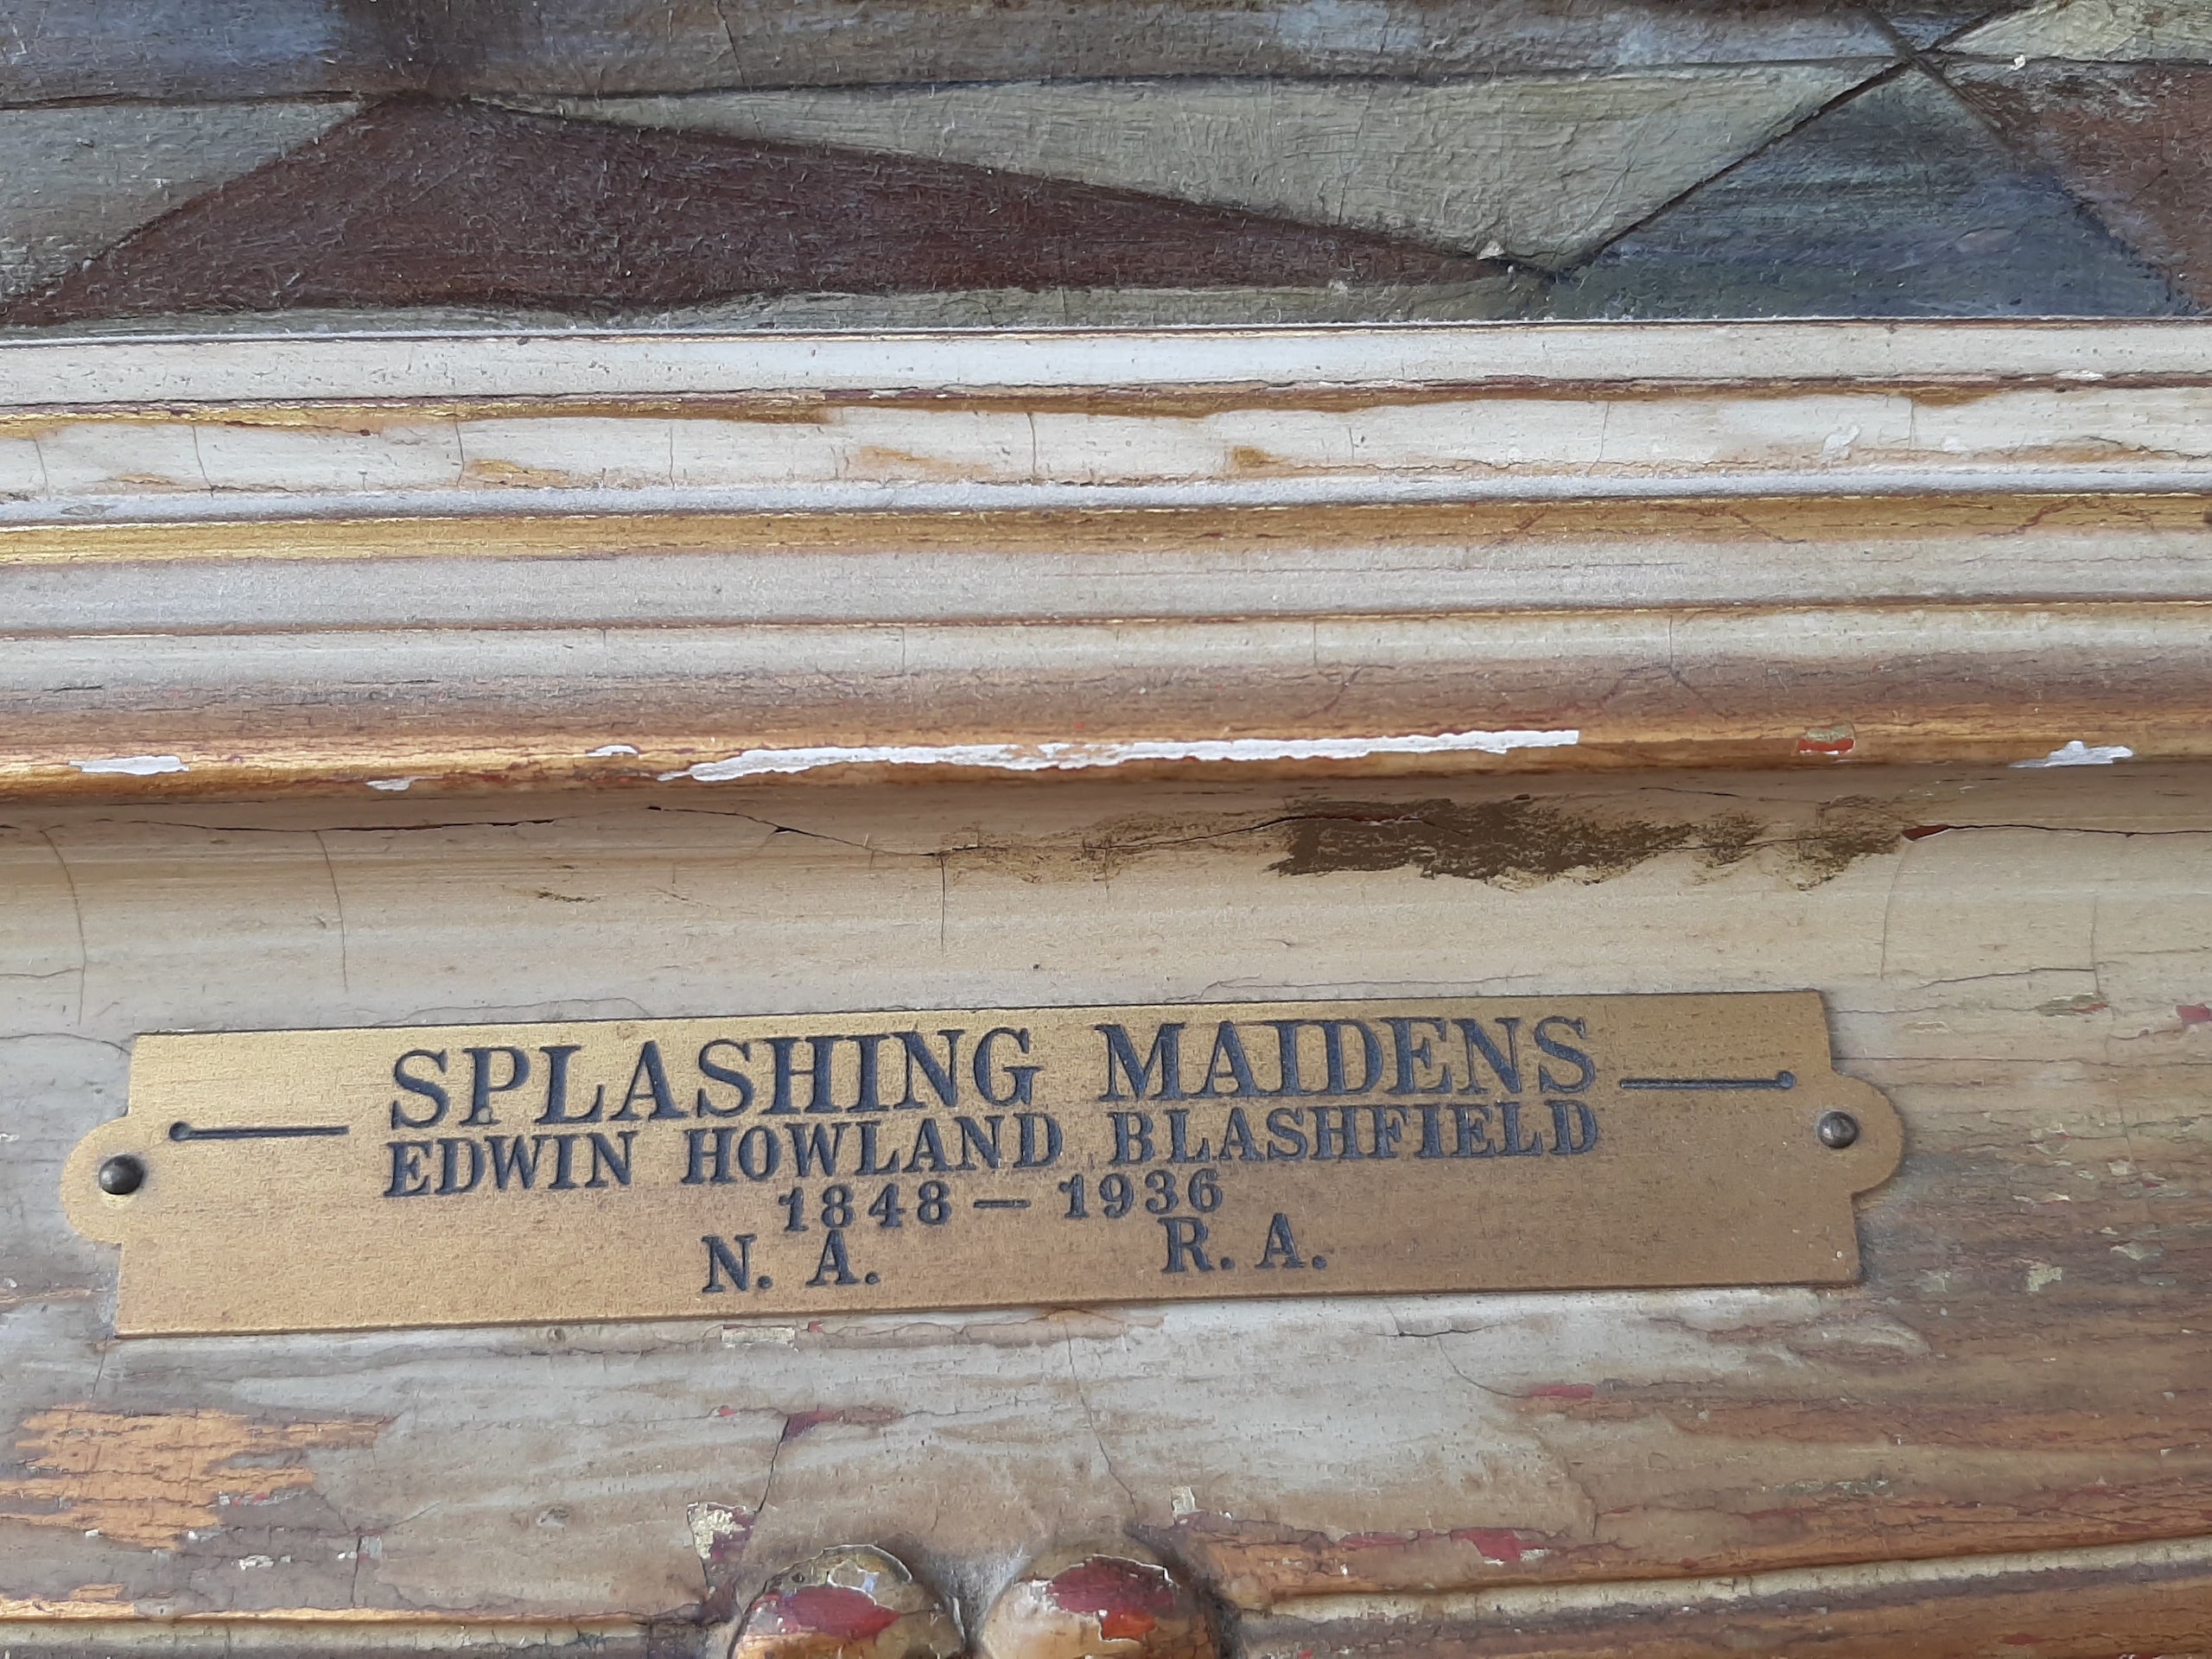 SPLASHING MAIDENS
EDWIN HOWLAND BLASHFIELD
1848 – 1936
N. A. R. A.